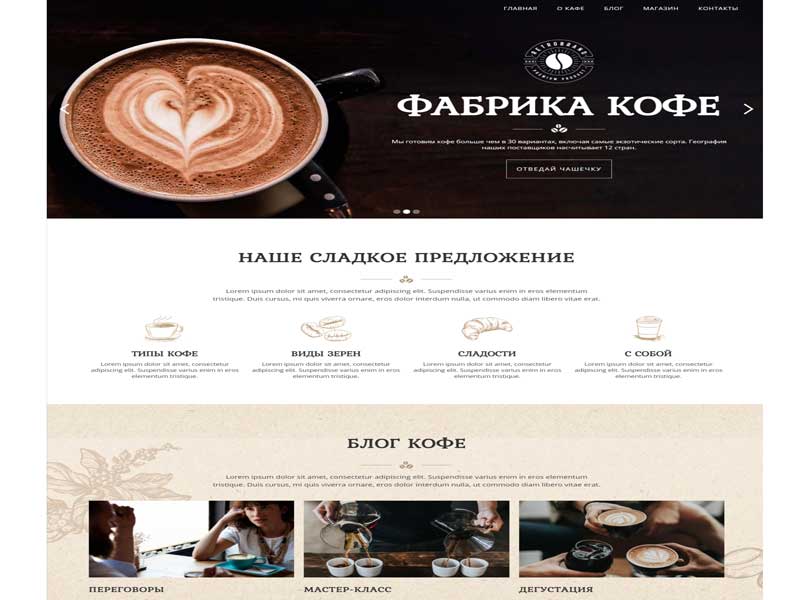 ГЛАВНАЯ О КАФЕ БЛОГ МАГАЗИН КОНТАКТЫ
RETROBRAND
PREMIUM PRODUCT
ФАБРИКА КОФЕ
Мы готовим кофе больше чем в 30 вариантах, включая самые экзотические сорта. География
наших поставщиков насчитывает 12 стран.
ОТВЕДАЙ ЧАШЕЧКУ
НАШЕ СЛАДКОЕ ПРЕДЛОЖЕНИЕ
Lorem ipsum dolor sit amet, consectetur adipiscing elit. Suspendisse varius enim in eros elementum
tristique. Duis cursus, mi quis viverra ornare, eros dolor interdum nulla, ut commodo diam libero vitae erat.
ТИПЫ КОФЕ
Lorem ipsum dolor sit amet, consectetur
adipiscing elit. Suspendisse varius enim in eros
elementum tristique.
ВИДЫ ЗЕРЕН
Lorem ipsum dolor sit amet, consectetur
adipiscing elit. Suspendisse varius enim in eros
elementum tristique.
СЛАДОСТИ
Lorem ipsum dolor sit amet, consectetur
adipiscing elit. Suspendisse varius enim in eros
elementum tristique.
С СОБОЙ
Lorem ipsum dolor sit amet, consectetur
adipiscing elit. Suspendisse varius enim in eros
elementum tristique.
БЛОГ КОФЕ
Lorem ipsum dolor sit amet, consectetur adipiscing elit. Suspendisse varius enim in eros elementum
tristique. Duis cursus, mi quis viverra ornare, eros dolor interdum nulla, ut commodo diam libero vitae erat.
ПЕРЕГОВОРЫ
МАСТЕР-КЛАСС
ДЕГУСТАЦИЯ